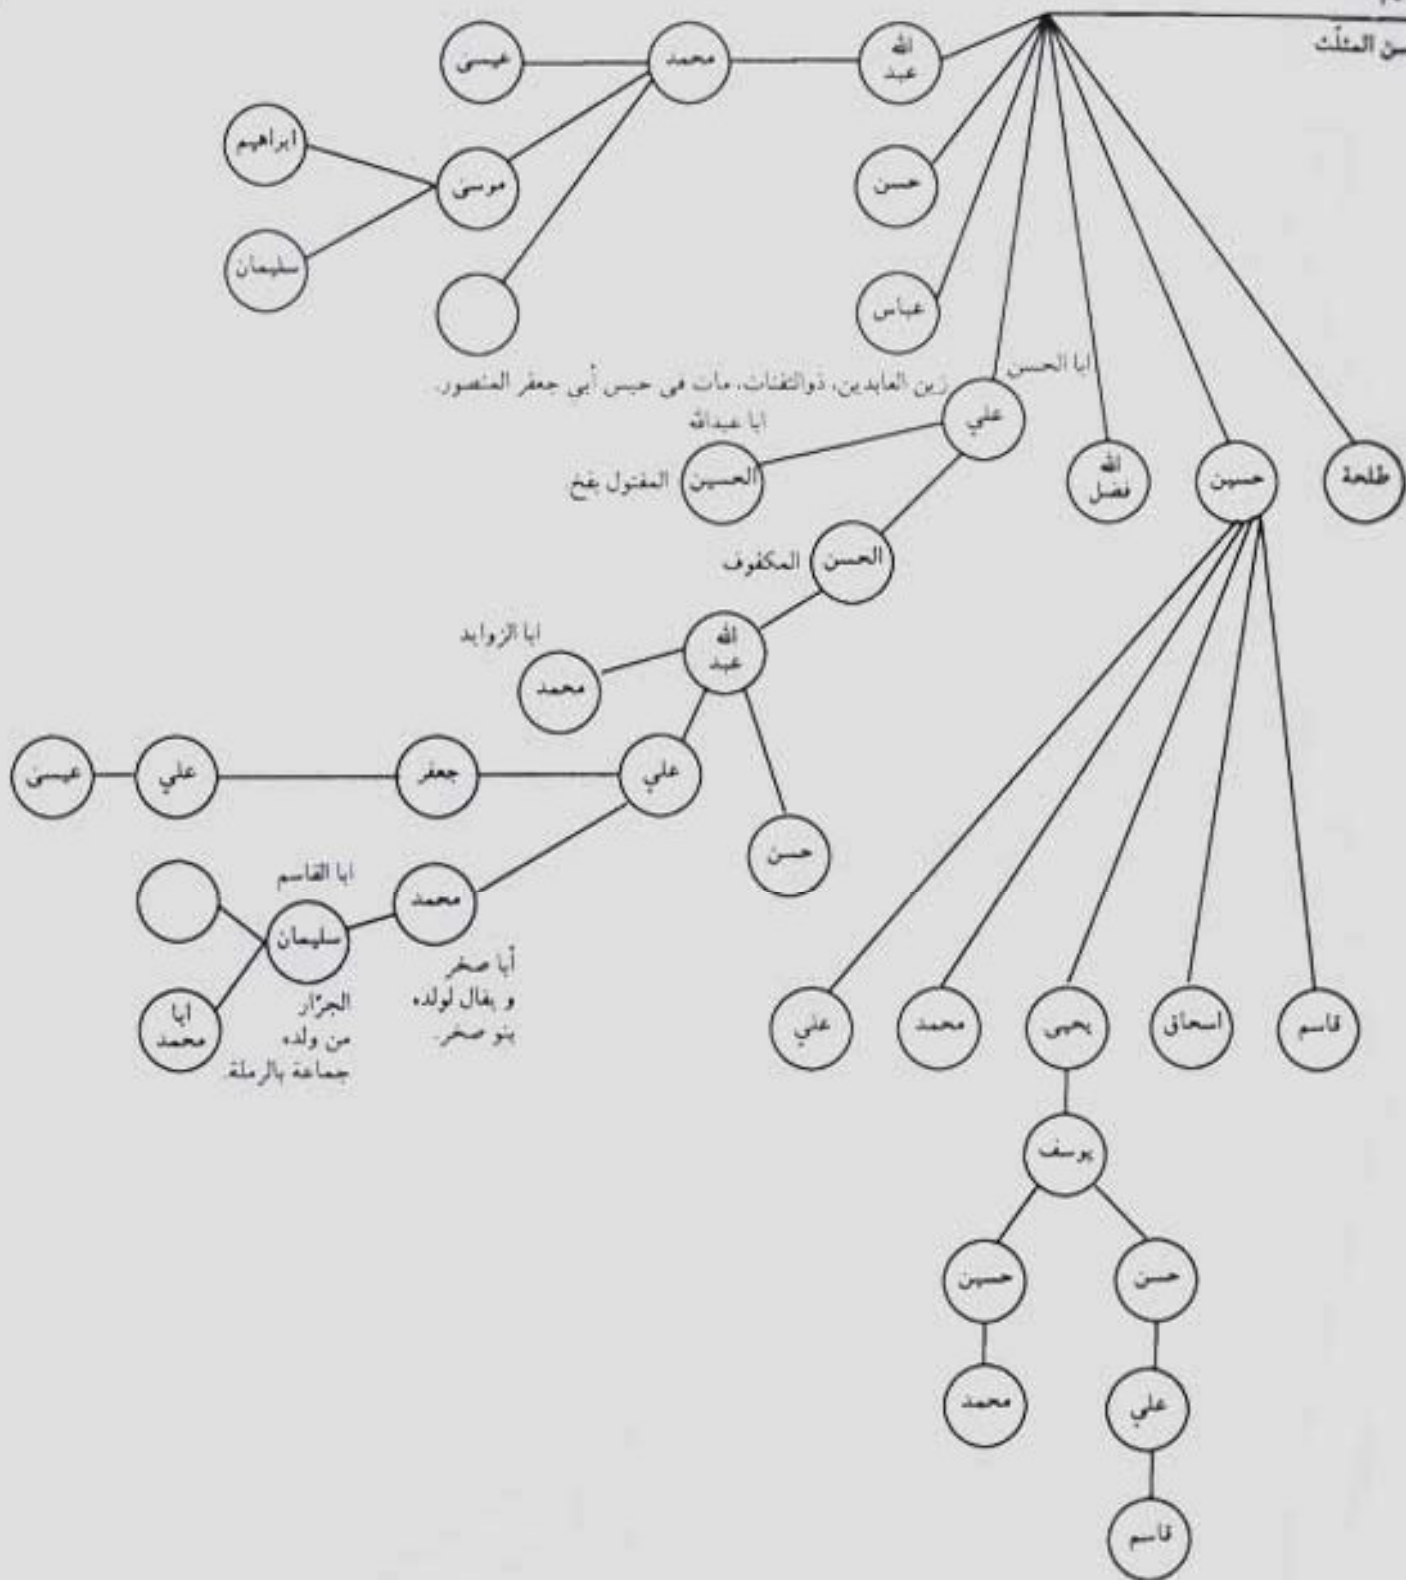 المثلّث
الله
عبد
محمد
عيسى
ابراهيم
موسى
سليمان
حسن
عباس
ابا الحسن
زين العابدين، ذوالثفنات، مات في حبس أبي جعفر المنصور.
علي
ابا عبدالله
الحسين
المقتول بفخ
الله
فضل
حسين
طلحة
الحسن
المكفوف
الله
عبد
ابا الزوايد
محمد
علي
جعفر
علي
عيسى
حسن
محمد
أبا صخر
و يقال لولده
بنو صخر.
ابا القاسم
سليمان
الجرّار
من ولده
جماعة بالرملة.
ابا
محمد
قاسم
اسحاق
يحيى
محمد
علي
يوسف
حسن
حسين
علي
محمد
قاسم